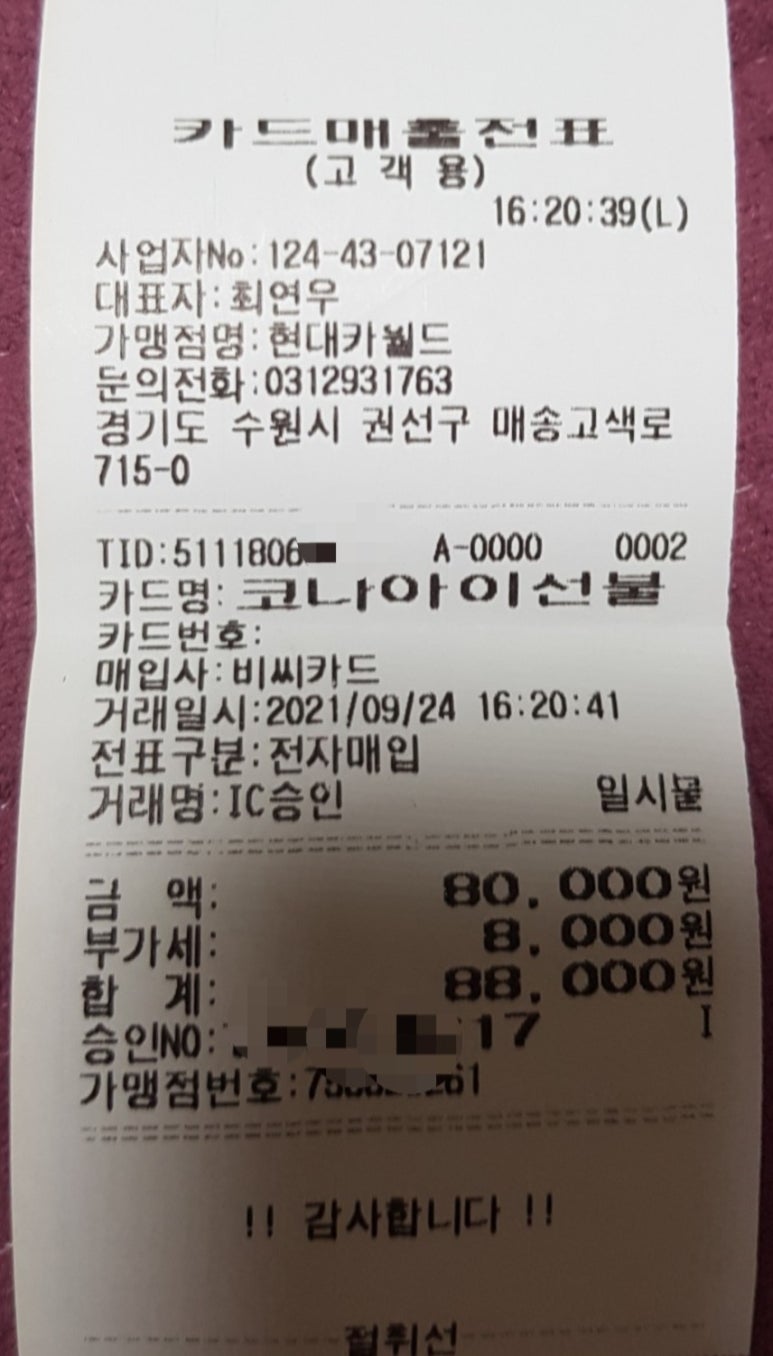 카드매출전표
(고 객 용)
16:20:39(L)
사업자No:124-43-07121
대표자:최연우
가맹점명:현대카월드
문의전화:0312931763
경기도 수원시 권선구 매송고색로
715-0
TID:5111806 A-0000 0002
카드명:코나아이선불
카드번호:
매입사:비씨카드
거래일시:2021/09/24 16:20:41
전표구분:전자매입
거래명:IC승인 일시불
금 액: 80,000원
부가세: 8,000원
합 계: 88,000원
승인NO: 17 I
가맹점번호:
!! 감사합니다 !!
절취선